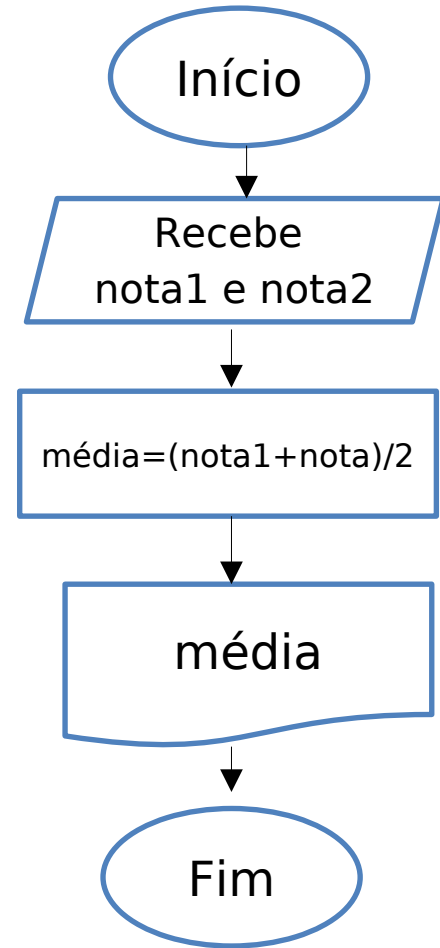 Início
Recebe
nota1 e nota2
média=(nota1+nota)/2
média
Fim